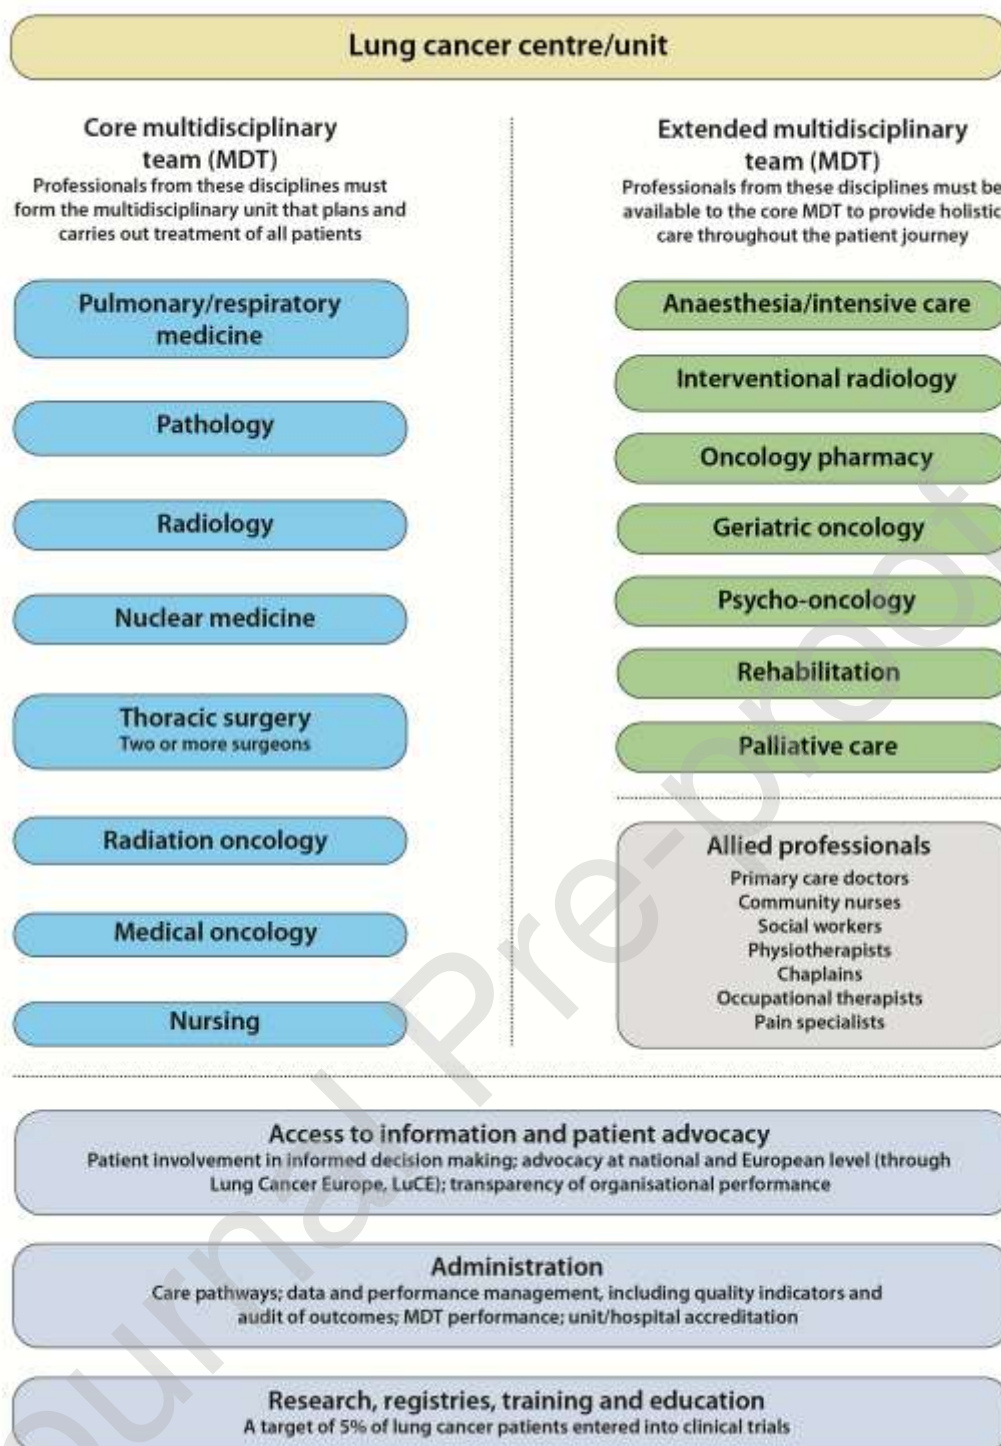 Lung cancer centre/unit
Core multidisciplinary
team (MDT)
Professionals from these disciplines must
form the multidisciplinary unit that plans and
carries out treatment of all patients
Pulmonary/respiratory
medicine
Pathology
Radiology
Nuclear medicine
Thoracic surgery
Two or more surgeons
Radiation oncology
Medical oncology
Nursing
Extended multidisciplinary
team (MDT)
Professionals from these disciplines must be
available to the core MDT to provide holistic
care throughout the patient journey
Anaesthesia/intensive care
Interventional radiology
Oncology pharmacy
Geriatric oncology
Psycho-oncology
Rehabilitation
Palliative care
Allied professionals
Primary care doctors
Community nurses
Social workers
Physiotherapists
Chaplains
Occupational therapists
Pain specialists
Access to information and patient advocacy
Patient involvement in informed decision making; advocacy at national and European level (through
Lung Cancer Europe, LuCE); transparency of organisational performance
Administration
Care pathways; data and performance management, including quality indicators and
audit of outcomes; MDT performance; unit/hospital accreditation
Research, registries, training and education
A target of 5% of lung cancer patients entered into clinical trials
ournal Pre-proof